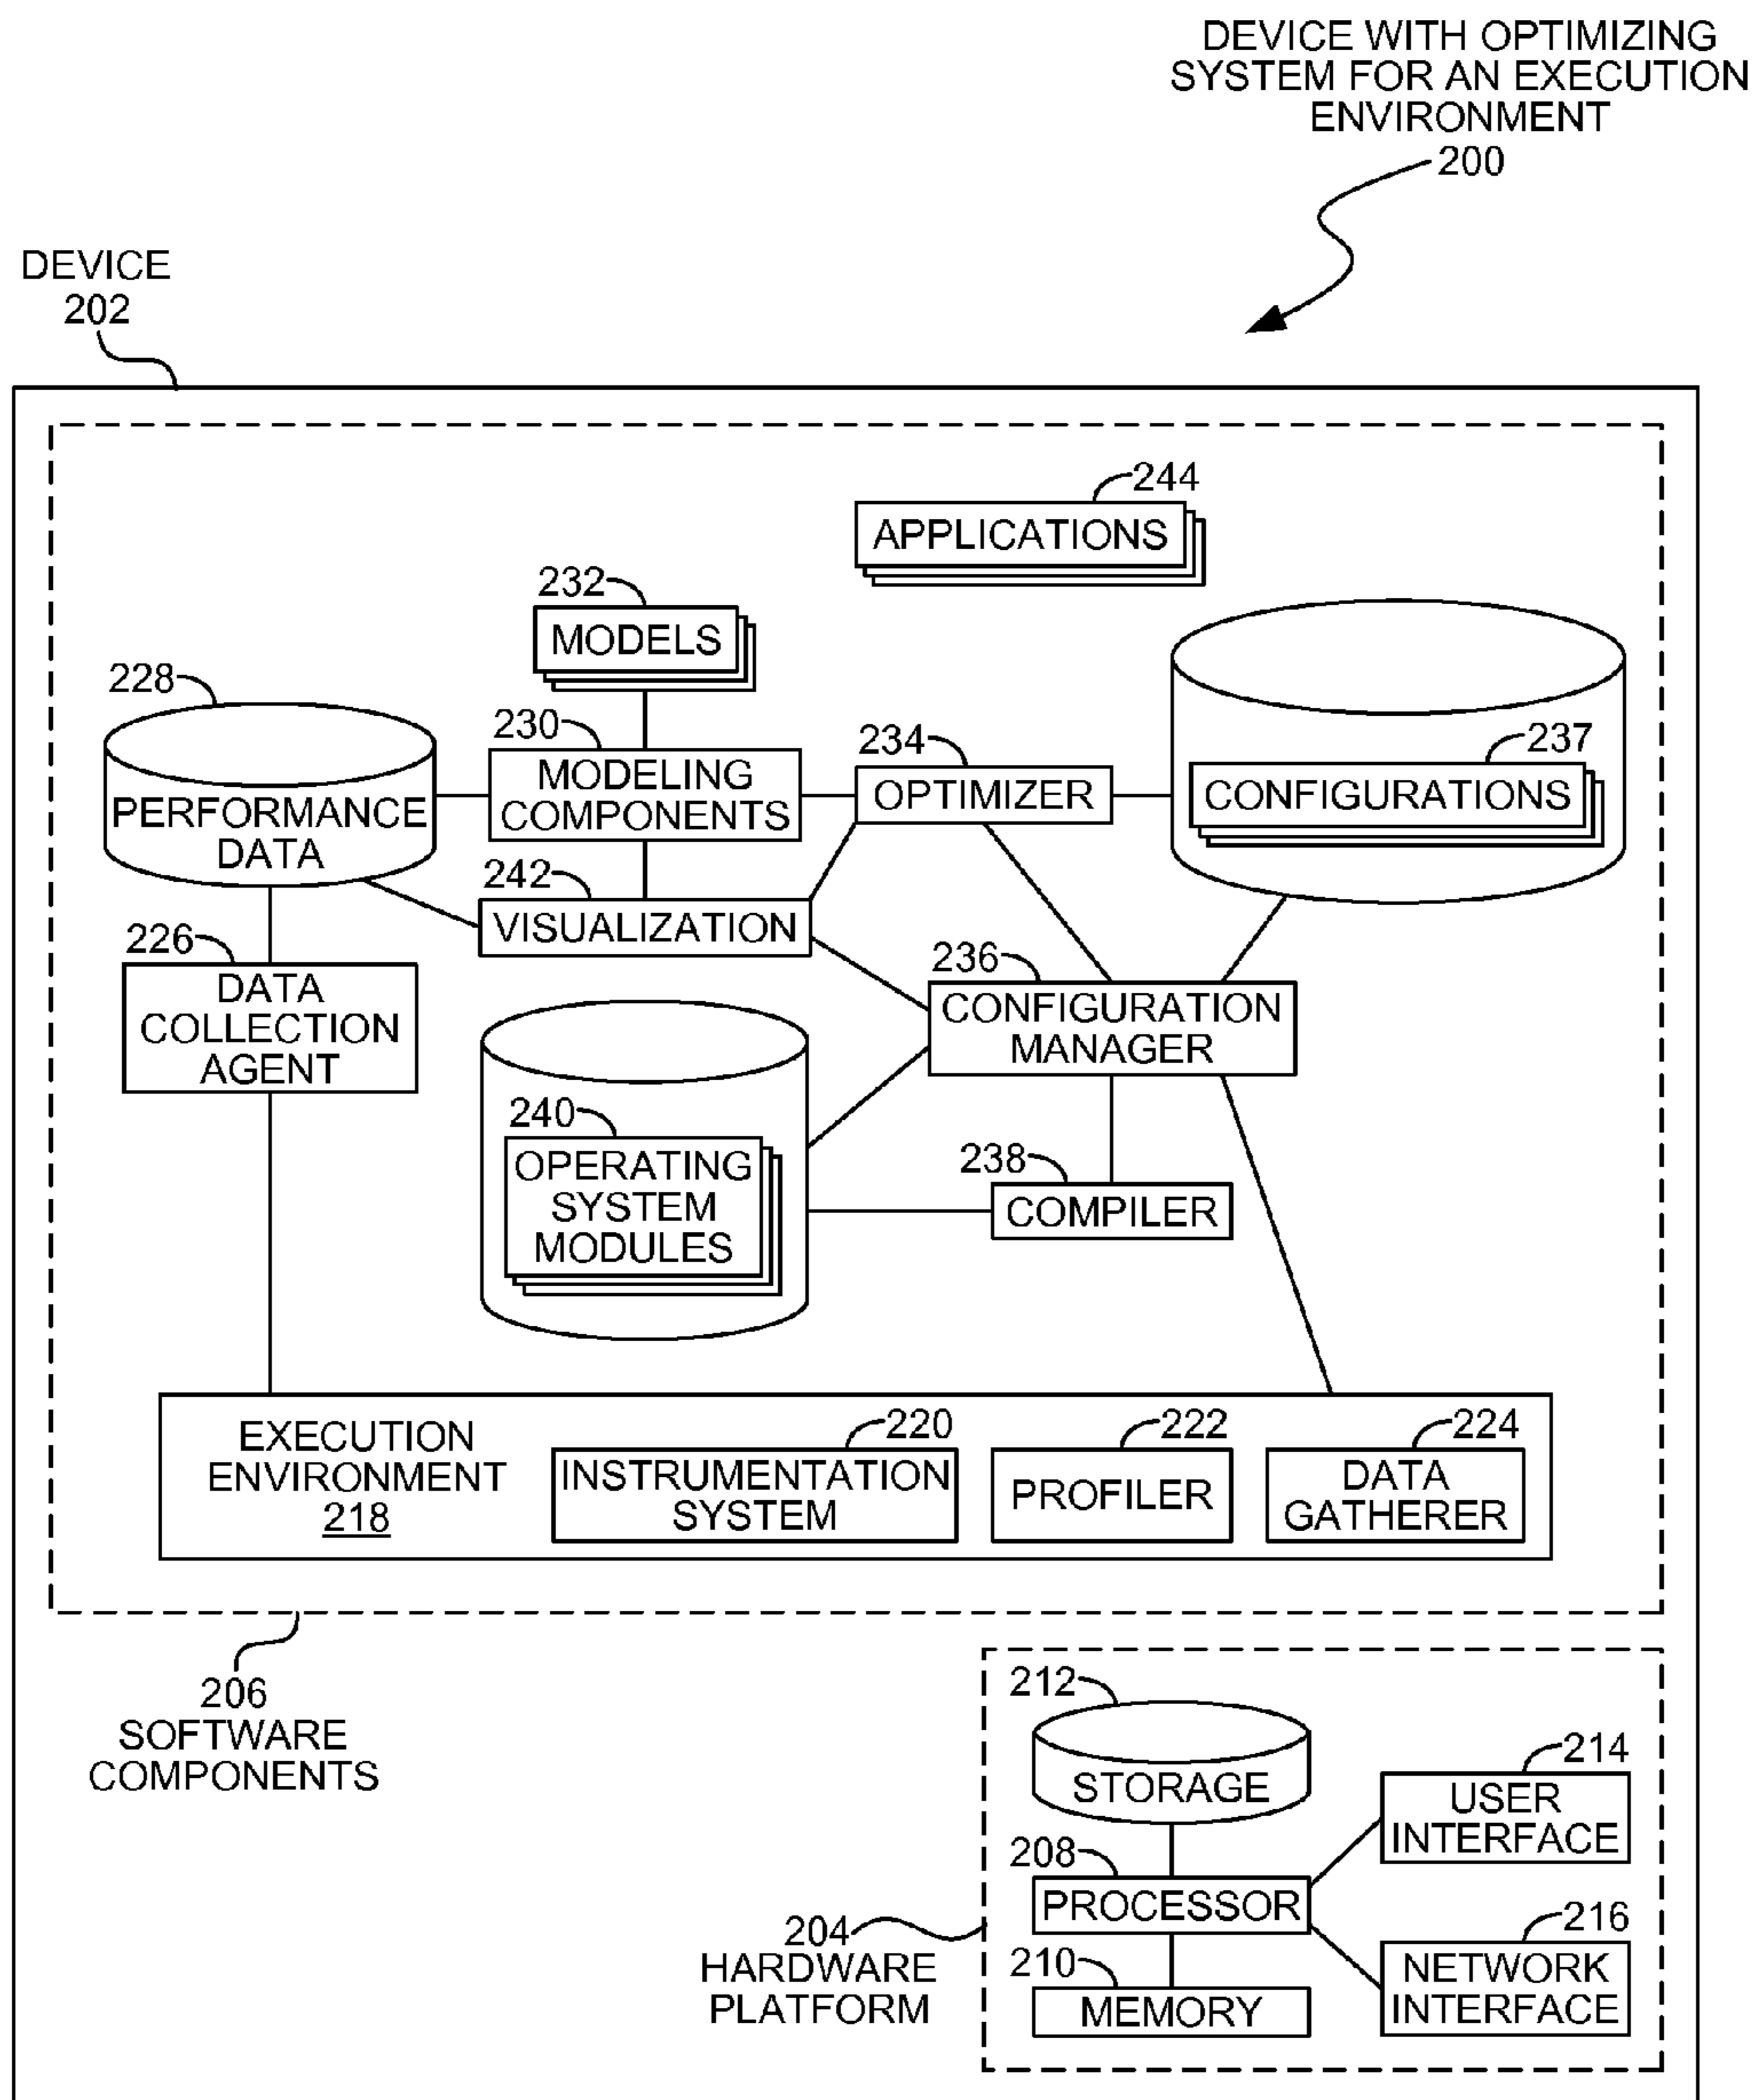 DEVICE WITH OPTIMIZING
SYSTEM FOR AN EXECUTION
ENVIRONMENT
200
DEVICE
202
244
APPLICATIONS
232
MODELS
228
PERFORMANCE
DATA
230
MODELING
COMPONENTS
234
OPTIMIZER
237
CONFIGURATIONS
242
VISUALIZATION
226
DATA
COLLECTION
AGENT
236
CONFIGURATION
MANAGER
240
OPERATING
SYSTEM
MODULES
238
COMPILER
EXECUTION
ENVIRONMENT
218
220
INSTRUMENTATION
SYSTEM
222
PROFILER
224
DATA
GATHERER
206
SOFTWARE
COMPONENTS
212
STORAGE
214
USER
INTERFACE
208
PROCESSOR
204
HARDWARE
PLATFORM
216
NETWORK
INTERFACE
210
MEMORY